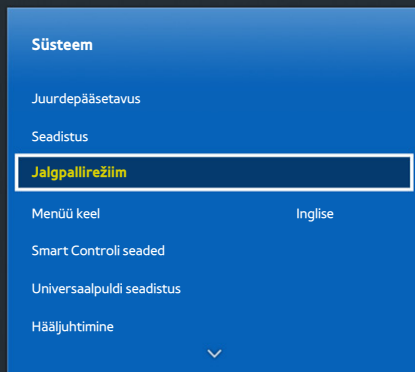 Süsteem
Juurdepääsetavus
Seadistus
Jalgpallirežiim
Menüü keel Inglise
Smart Controli seaded
Universaalpuldi seadistus
Hääljuhtimine